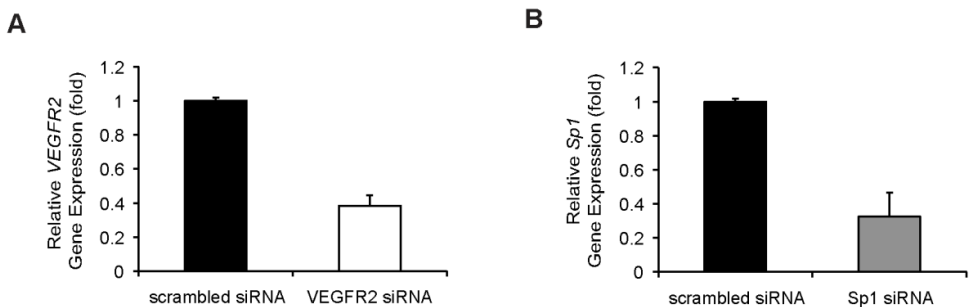 A
Relative VEGFR2
Gene Expression (fold)
1.2
1
0.8
0.6
0.4
0.2
0
scrambled siRNA
VEGFR2 siRNA
B
Relative Sp1
Gene Expression (fold)
1.2
1
0.8
0.6
0.4
0.2
0
scrambled siRNA
Sp1 siRNA